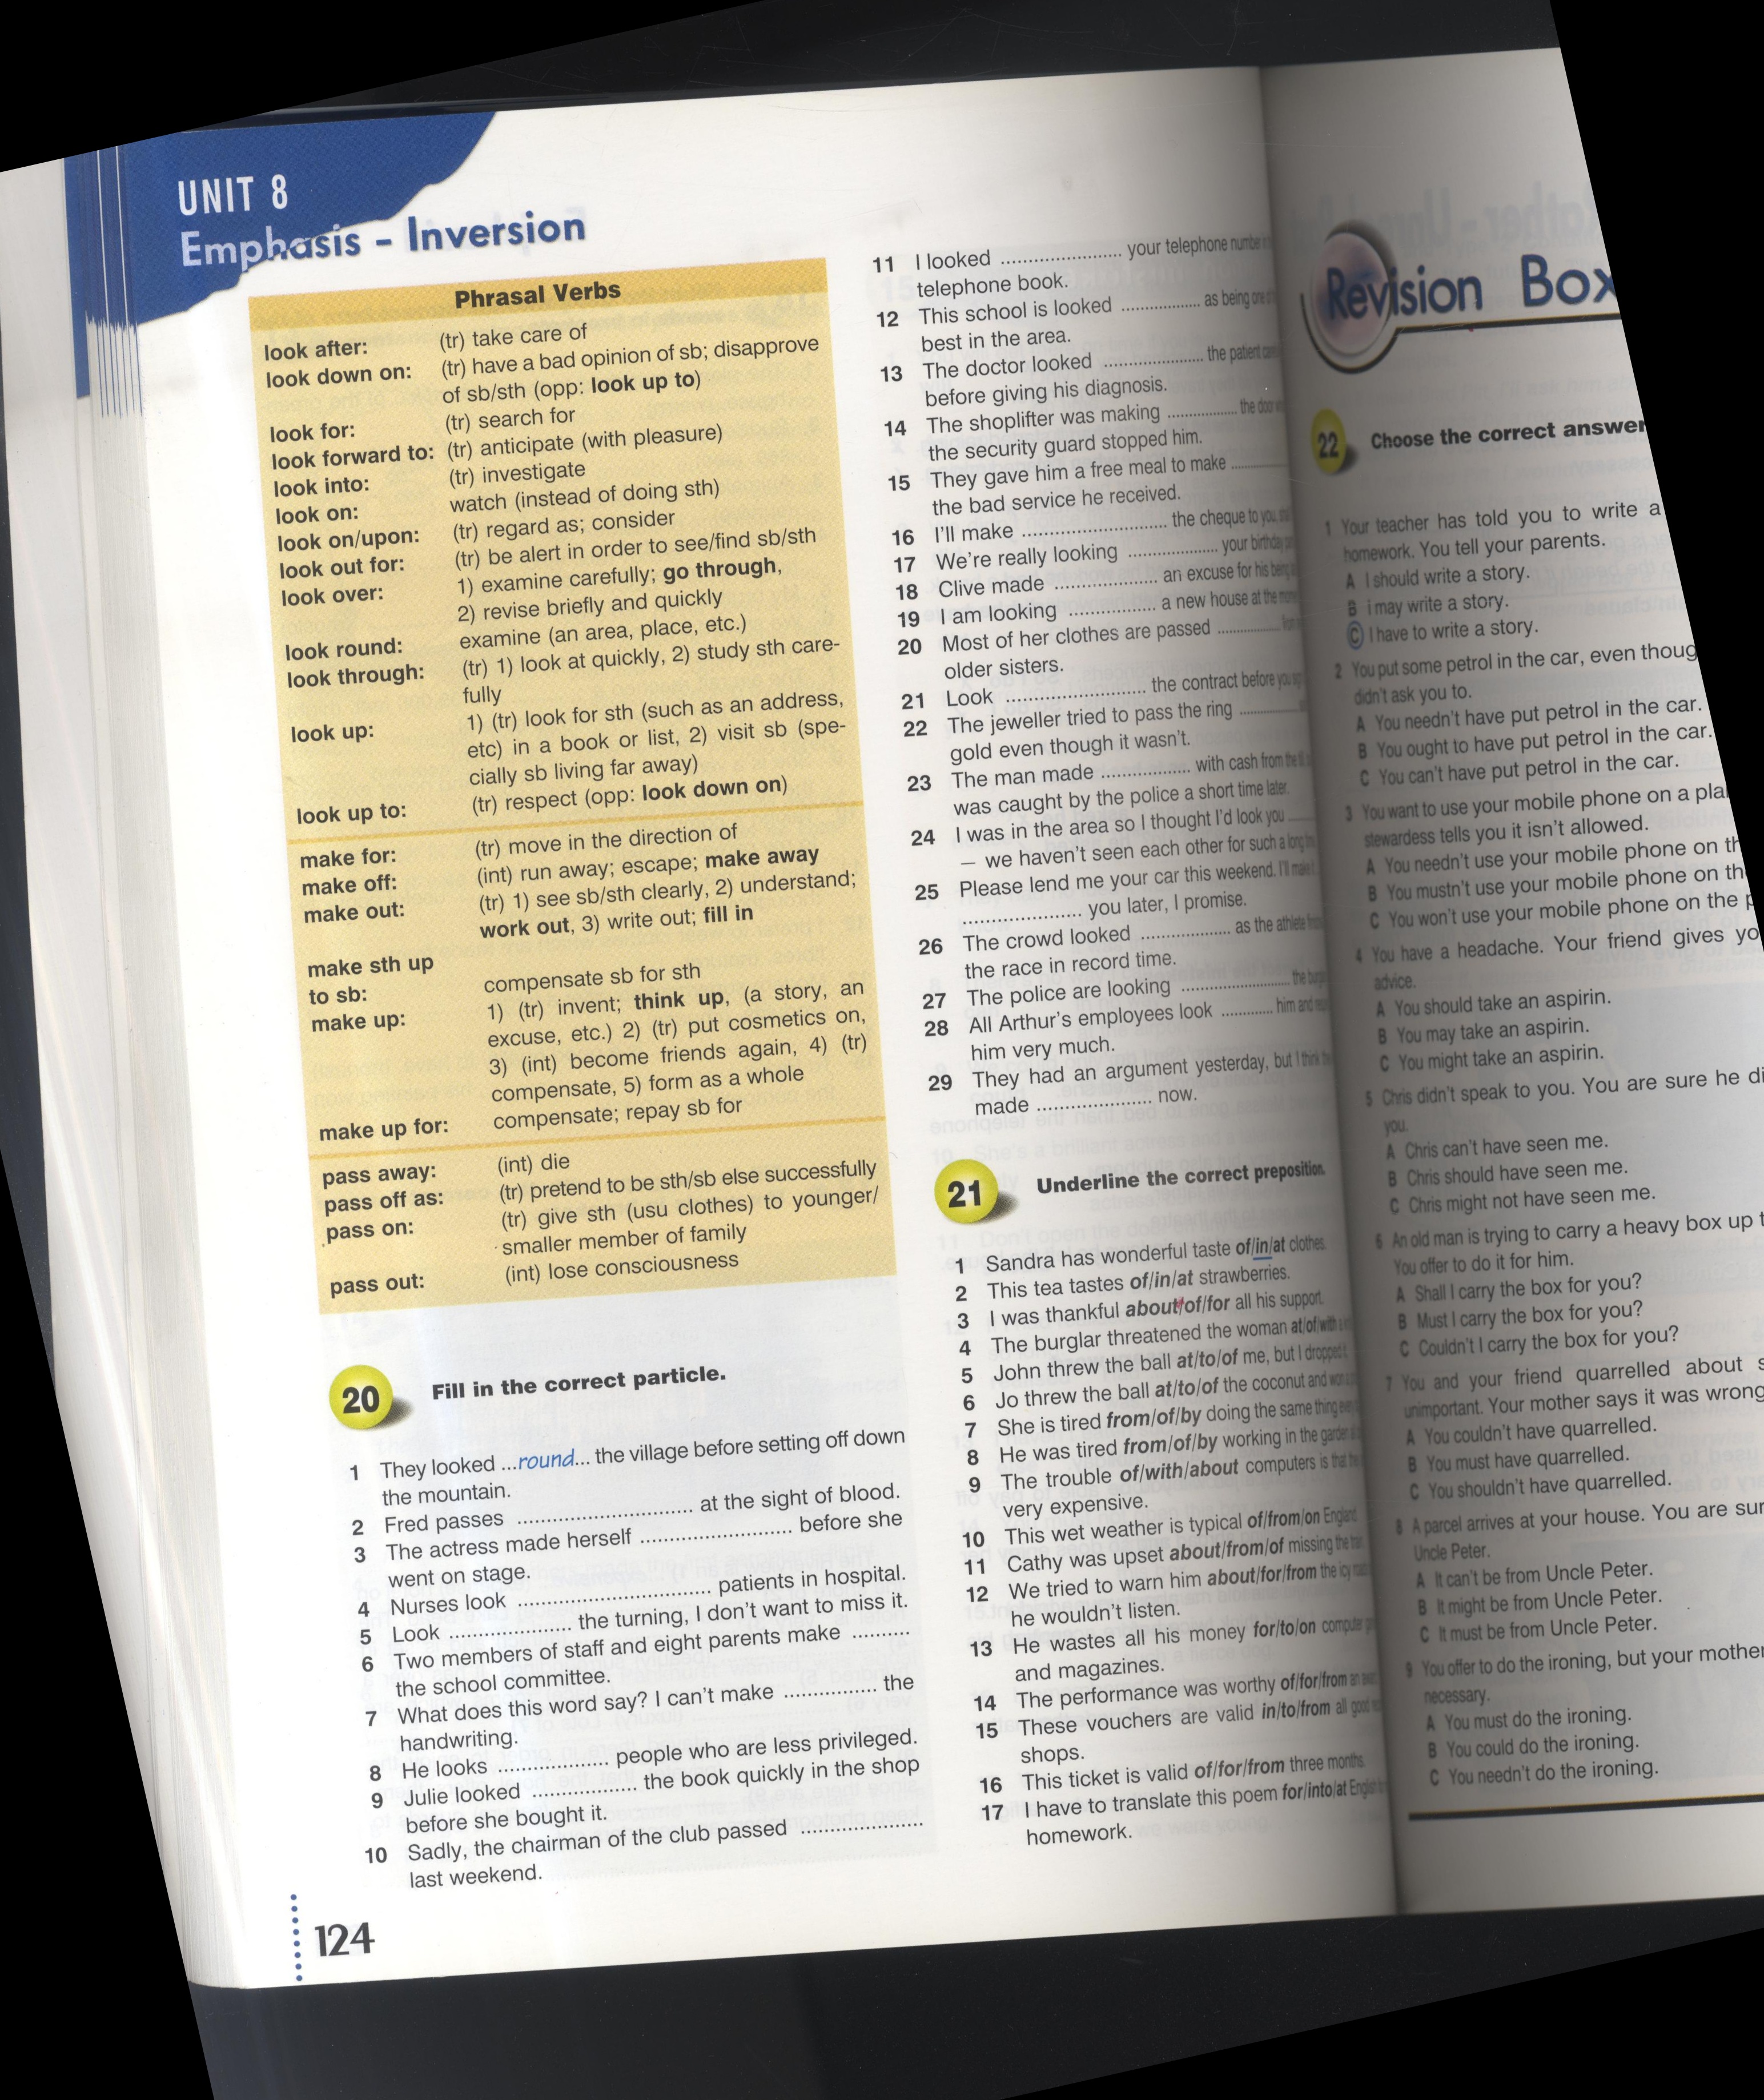 UNIT 8
Emphasis – Inversion
Phrasal Verbs
look after: (tr) take care of
look down on: (tr) have a bad opinion of sb; disapprove
of sb/sth (opp: look up to)
look for: (tr) search for
look forward to: (tr) anticipate (with pleasure)
look into: (tr) investigate
look on: watch (instead of doing sth)
look on/upon: (tr) regard as; consider
look out for: (tr) be alert in order to see/find sb/sth
look over: 1) examine carefully; go through,
2) revise briefly and quickly
look round: examine (an area, place, etc.)
look through: (tr) 1) look at quickly, 2) study sth care-
fully
look up: 1) (tr) look for sth (such as an address,
etc) in a book or list, 2) visit sb (spe-
cially sb living far away)
look up to: (tr) respect (opp: look down on)
make for: (tr) move in the direction of
make off: (int) run away; escape; make away
make out: (tr) 1) see sb/sth clearly, 2) understand;
work out, 3) write out; fill in
make sth up
to sb: compensate sb for sth
make up: 1) (tr) invent; think up, (a story, an
excuse, etc.) 2) (tr) put cosmetics on,
3) (int) become friends again, 4) (tr)
compensate, 5) form as a whole
make up for: compensate; repay sb for
pass away: (int) die
pass off as: (tr) pretend to be sth/sb else successfully
pass on: (tr) give sth (usu clothes) to younger/
smaller member of family
pass out: (int) lose consciousness
20 Fill in the correct particle.
1 They looked ...round... the village before setting off down
the mountain.
2 Fred passes .............................. at the sight of blood.
3 The actress made herself .......................... before she
went on stage.
4 Nurses look ................................. patients in hospital.
5 Look ..................... the turning, I don't want to miss it.
6 Two members of staff and eight parents make ..........
the school committee.
7 What does this word say? I can't make ................ the
handwriting.
8 He looks ................... people who are less privileged.
9 Julie looked .................. the book quickly in the shop
before she bought it.
10 Sadly, the chairman of the club passed .....................
last weekend.
124
11 I looked ....................... your telephone number in
telephone book.
12 This school is looked ................ as being one
best in the area.
13 The doctor looked .................... the patient
before giving his diagnosis.
14 The shoplifter was making ................. the door
the security guard stopped him.
15 They gave him a free meal to make ............
the bad service he received.
16 I'll make ............................. the cheque to you,
17 We're really looking .................. your birthday
18 Clive made .................... an excuse for his being
19 I am looking ................. a new house at the
20 Most of her clothes are passed ............... from
older sisters.
21 Look ............................ the contract before you
22 The jeweller tried to pass the ring ............
gold even though it wasn't.
23 The man made .................. with cash from the till
was caught by the police a short time later.
24 I was in the area so I thought I'd look you ......
– we haven't seen each other for such a long
25 Please lend me your car this weekend. I'll make it
........................ you later, I promise.
26 The crowd looked .................. as the athlete
the race in record time.
27 The police are looking ...................... the
28 All Arthur's employees look ............ him and
him very much.
29 They had an argument yesterday, but I think
made ....................... now.
21 Underline the correct preposition.
1 Sandra has wonderful taste of/in/at clothes.
2 This tea tastes of/in/at strawberries.
3 I was thankful about/of/for all his support.
4 The burglar threatened the woman at/of/with a
5 John threw the ball at/to/of me, but I dropped it.
6 Jo threw the ball at/to/of the coconut and won
7 She is tired from/of/by doing the same thing
8 He was tired from/of/by working in the garden
9 The trouble of/with/about computers is that
very expensive.
10 This wet weather is typical of/from/on England.
11 Cathy was upset about/from/of missing the train.
12 We tried to warn him about/for/from the icy
he wouldn't listen.
13 He wastes all his money for/to/on computer
and magazines.
14 The performance was worthy of/for/from an
15 These vouchers are valid in/to/from all good
shops.
16 This ticket is valid of/for/from three months.
17 I have to translate this poem for/into/at English
homework.
Revision Box
22 Choose the correct answer
1 Your teacher has told you to write a
homework. You tell your parents.
A I should write a story.
B i may write a story.
C I have to write a story.
2 You put some petrol in the car, even
didn't ask you to.
A You needn't have put petrol in the car.
B You ought to have put petrol in the car.
C You can't have put petrol in the car.
3 You want to use your mobile phone on a
stewardess tells you it isn't allowed.
A You needn't use your mobile phone on
B You mustn't use your mobile phone on
C You won't use your mobile phone on the
4 You have a headache. Your friend gives
advice.
A You should take an aspirin.
B You may take an aspirin.
C You might take an aspirin.
5 Chris didn't speak to you. You are sure he
you.
A Chris can't have seen me.
B Chris should have seen me.
C Chris might not have seen me.
6 An old man is trying to carry a heavy box up
You offer to do it for him.
A Shall I carry the box for you?
B Must I carry the box for you?
C Couldn't I carry the box for you?
7 You and your friend quarrelled about
unimportant. Your mother says it was wrong
A You couldn't have quarrelled.
B You must have quarrelled.
C You shouldn't have quarrelled.
8 A parcel arrives at your house. You are
Uncle Peter.
A It can't be from Uncle Peter.
B It might be from Uncle Peter.
C It must be from Uncle Peter.
9 You offer to do the ironing, but your mother
necessary.
A You must do the ironing.
B You could do the ironing.
C You needn't do the ironing.